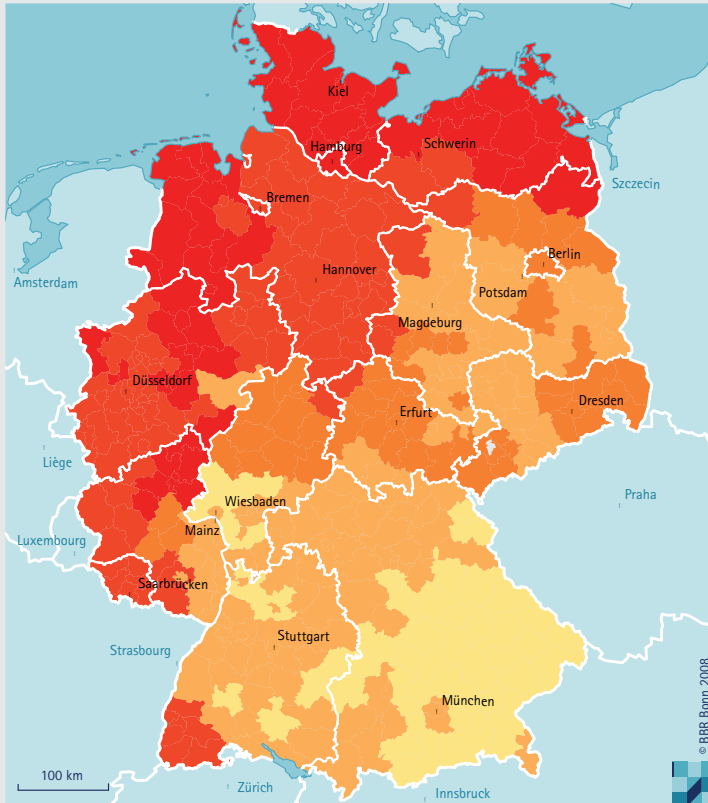 Kiel
Hamburg
Schwerin
Szczecin
Bremen
Berlin
Amsterdam
Hannover
Potsdam
Magdeburg
Düsseldorf
Erfurt
Dresden
Liège
Wiesbaden
Praha
Mainz
Luxembourg
Saarbrücken
Strasbourg
Stuttgart
München
© BBR Bonn 2008
100 km
Zürich
Innsbruck